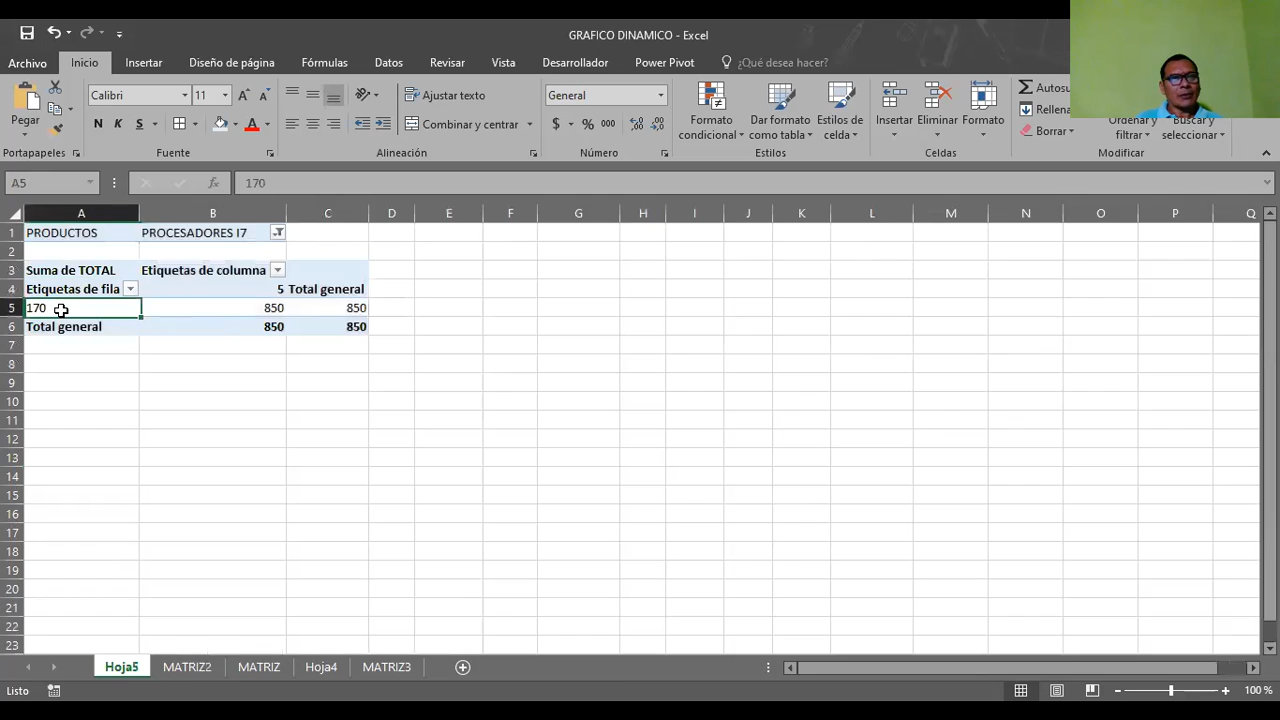 GRAFICO DINAMICO - Excel
Archivo Inicio Insertar Diseño de página Fórmulas Datos Revisar Vista Desarrollador Power Pivot ¿Qué desea hacer?
Pegar
Calibri 11
N K S
Ajustar texto
Combinar y centrar
General
$ % 000
Formato condicional
Dar formato como tabla
Estilos de celda
Insertar Eliminar Formato
Autosu
Rellena
Borrar
Ordenar y filtrar
Buscar y seleccionar
Portapapeles Fuente Alineación Número Estilos Celdas Modificar
A5 fx 170
A B C D E F G H I J K L M N O P Q
1 PRODUCTOS PROCESADORES I7
2
3 Suma de TOTAL Etiquetas de columna
4 Etiquetas de fila 5 Total general
5 170 850 850
6 Total general 850 850
7
8
9
10
11
12
13
14
15
16
17
18
19
20
21
22
23
Hoja5 MATRIZ2 MATRIZ Hoja4 MATRIZ3
Listo 100 %